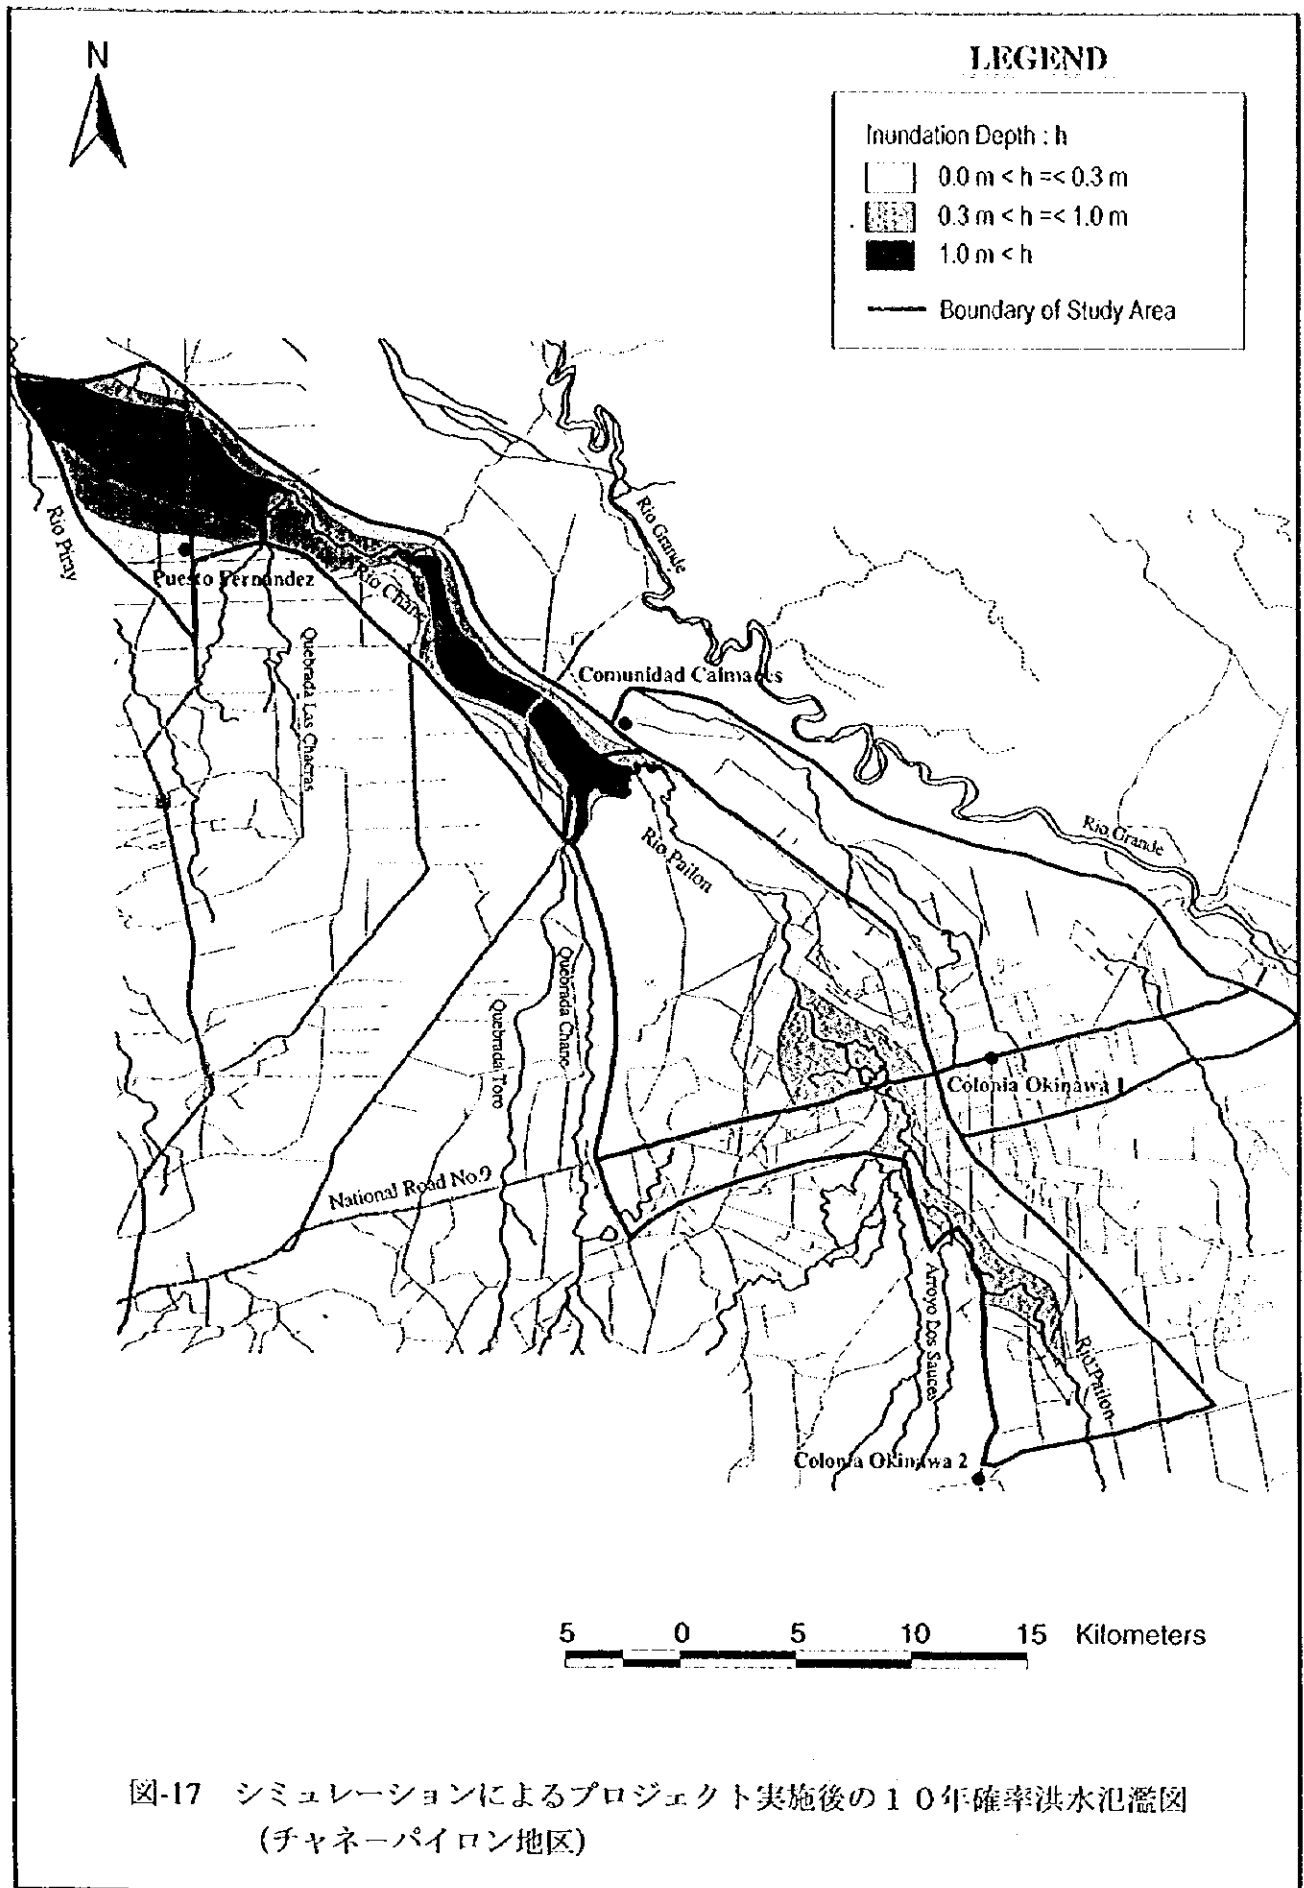 N
LEGEND
Inundation Depth : h
0.0 m < h =< 0.3 m
0.3 m < h =< 1.0 m
1.0 m < h
Boundary of Study Area
Rio Grande
Rio Piray
Puesto Fernandez
Rio Chane
Quebrada Las Chacras
Comunidad Calmaes
Rio Grande
Rio Pailon
Quebrada Chane
Quebrada Toro
Colonia Okinawa 1
National Road No.9
Arroyo Dos Sauces
Rio Pailon
Colonia Okinawa 2
5 0 5 10 15 Kilometers
図-17 シミュレーションによるプロジェクト実施後の10年確率洪水氾濫図
(チャネーパイロン地区)